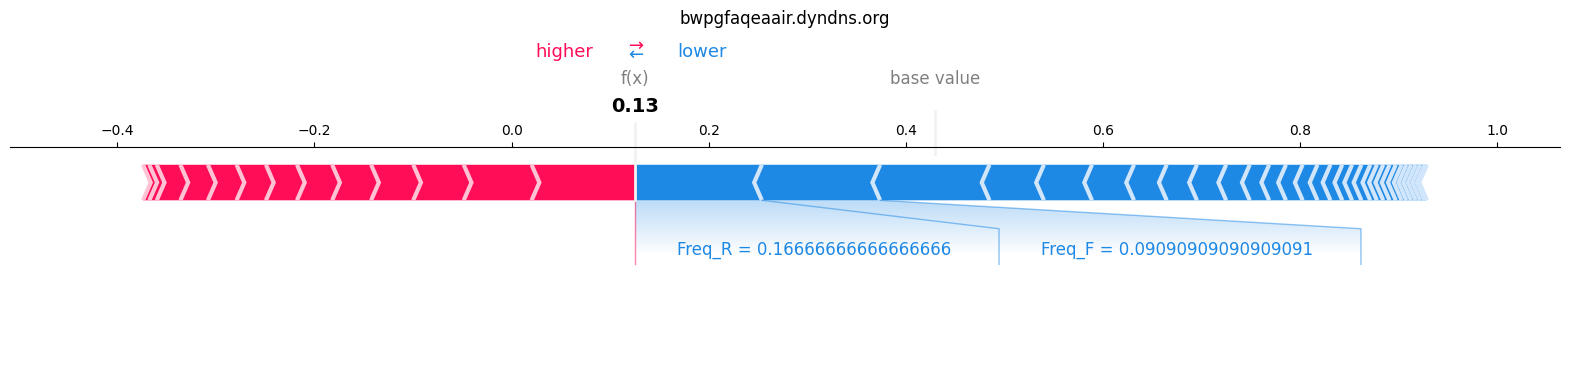 bwpgfaqeaair.dyndns.org
higher → ← lower
f(x) base value
0.13
−0.4 −0.2 0.0 0.2 0.4 0.6 0.8 1.0
Freq_R = 0.16666666666666666 Freq_F = 0.09090909090909091